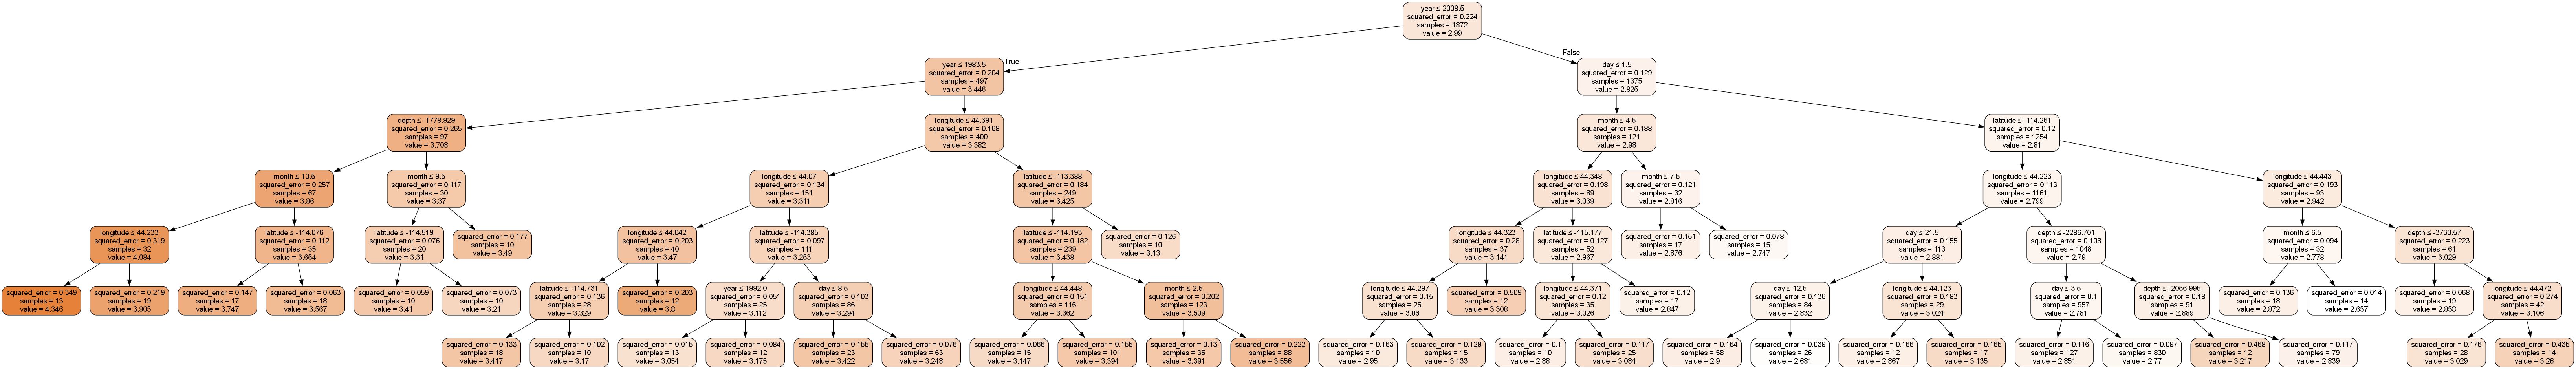 year ≤ 2008.5
squared_error = 0.224
samples = 1872
value = 2.99
True
False
year ≤ 1983.5
squared_error = 0.204
samples = 497
value = 3.446
day ≤ 1.5
squared_error = 0.129
samples = 1375
value = 2.825
depth ≤ -1778.929
squared_error = 0.265
samples = 97
value = 3.708
longitude ≤ 44.391
squared_error = 0.168
samples = 400
value = 3.382
month ≤ 4.5
squared_error = 0.188
samples = 121
value = 2.98
latitude ≤ -114.261
squared_error = 0.12
samples = 1254
value = 2.81
month ≤ 10.5
squared_error = 0.257
samples = 67
value = 3.86
month ≤ 9.5
squared_error = 0.117
samples = 30
value = 3.37
longitude ≤ 44.07
squared_error = 0.134
samples = 151
value = 3.311
latitude ≤ -113.388
squared_error = 0.184
samples = 249
value = 3.425
longitude ≤ 44.348
squared_error = 0.198
samples = 89
value = 3.039
month ≤ 7.5
squared_error = 0.121
samples = 32
value = 2.816
longitude ≤ 44.223
squared_error = 0.113
samples = 1161
value = 2.799
longitude ≤ 44.443
squared_error = 0.193
samples = 93
value = 2.942
longitude ≤ 44.233
squared_error = 0.319
samples = 32
value = 4.084
latitude ≤ -114.076
squared_error = 0.112
samples = 35
value = 3.654
latitude ≤ -114.519
squared_error = 0.076
samples = 20
value = 3.31
squared_error = 0.177
samples = 10
value = 3.49
longitude ≤ 44.042
squared_error = 0.203
samples = 40
value = 3.47
latitude ≤ -114.385
squared_error = 0.097
samples = 111
value = 3.253
latitude ≤ -114.193
squared_error = 0.182
samples = 239
value = 3.438
squared_error = 0.126
samples = 10
value = 3.13
longitude ≤ 44.323
squared_error = 0.28
samples = 37
value = 3.141
latitude ≤ -115.177
squared_error = 0.127
samples = 52
value = 2.967
squared_error = 0.151
samples = 17
value = 2.876
squared_error = 0.078
samples = 15
value = 2.747
day ≤ 21.5
squared_error = 0.155
samples = 113
value = 2.881
depth ≤ -2286.701
squared_error = 0.108
samples = 1048
value = 2.79
month ≤ 6.5
squared_error = 0.094
samples = 32
value = 2.778
depth ≤ -3730.57
squared_error = 0.223
samples = 61
value = 3.029
squared_error = 0.349
samples = 13
value = 4.346
squared_error = 0.219
samples = 19
value = 3.905
squared_error = 0.147
samples = 17
value = 3.747
squared_error = 0.063
samples = 18
value = 3.567
squared_error = 0.059
samples = 10
value = 3.41
squared_error = 0.073
samples = 10
value = 3.21
latitude ≤ -114.731
squared_error = 0.136
samples = 28
value = 3.329
squared_error = 0.203
samples = 12
value = 3.8
year ≤ 1992.0
squared_error = 0.051
samples = 25
value = 3.112
day ≤ 8.5
squared_error = 0.103
samples = 86
value = 3.294
longitude ≤ 44.448
squared_error = 0.151
samples = 116
value = 3.362
month ≤ 2.5
squared_error = 0.202
samples = 123
value = 3.509
longitude ≤ 44.297
squared_error = 0.15
samples = 25
value = 3.06
squared_error = 0.509
samples = 12
value = 3.308
longitude ≤ 44.371
squared_error = 0.12
samples = 35
value = 3.026
squared_error = 0.12
samples = 17
value = 2.847
day ≤ 12.5
squared_error = 0.136
samples = 84
value = 2.832
longitude ≤ 44.123
squared_error = 0.183
samples = 29
value = 3.024
day ≤ 3.5
squared_error = 0.1
samples = 957
value = 2.781
depth ≤ -2056.995
squared_error = 0.18
samples = 91
value = 2.889
squared_error = 0.136
samples = 18
value = 2.872
squared_error = 0.014
samples = 14
value = 2.657
squared_error = 0.068
samples = 19
value = 2.858
longitude ≤ 44.472
squared_error = 0.274
samples = 42
value = 3.106
squared_error = 0.133
samples = 18
value = 3.417
squared_error = 0.102
samples = 10
value = 3.17
squared_error = 0.015
samples = 13
value = 3.054
squared_error = 0.084
samples = 12
value = 3.175
squared_error = 0.155
samples = 23
value = 3.422
squared_error = 0.076
samples = 63
value = 3.248
squared_error = 0.066
samples = 15
value = 3.147
squared_error = 0.155
samples = 101
value = 3.394
squared_error = 0.13
samples = 35
value = 3.391
squared_error = 0.222
samples = 88
value = 3.556
squared_error = 0.163
samples = 10
value = 2.95
squared_error = 0.129
samples = 15
value = 3.133
squared_error = 0.1
samples = 10
value = 2.88
squared_error = 0.117
samples = 25
value = 3.084
squared_error = 0.164
samples = 58
value = 2.9
squared_error = 0.039
samples = 26
value = 2.681
squared_error = 0.166
samples = 12
value = 2.867
squared_error = 0.165
samples = 17
value = 3.135
squared_error = 0.116
samples = 127
value = 2.851
squared_error = 0.097
samples = 830
value = 2.77
squared_error = 0.468
samples = 12
value = 3.217
squared_error = 0.117
samples = 79
value = 2.839
squared_error = 0.176
samples = 28
value = 3.029
squared_error = 0.435
samples = 14
value = 3.26